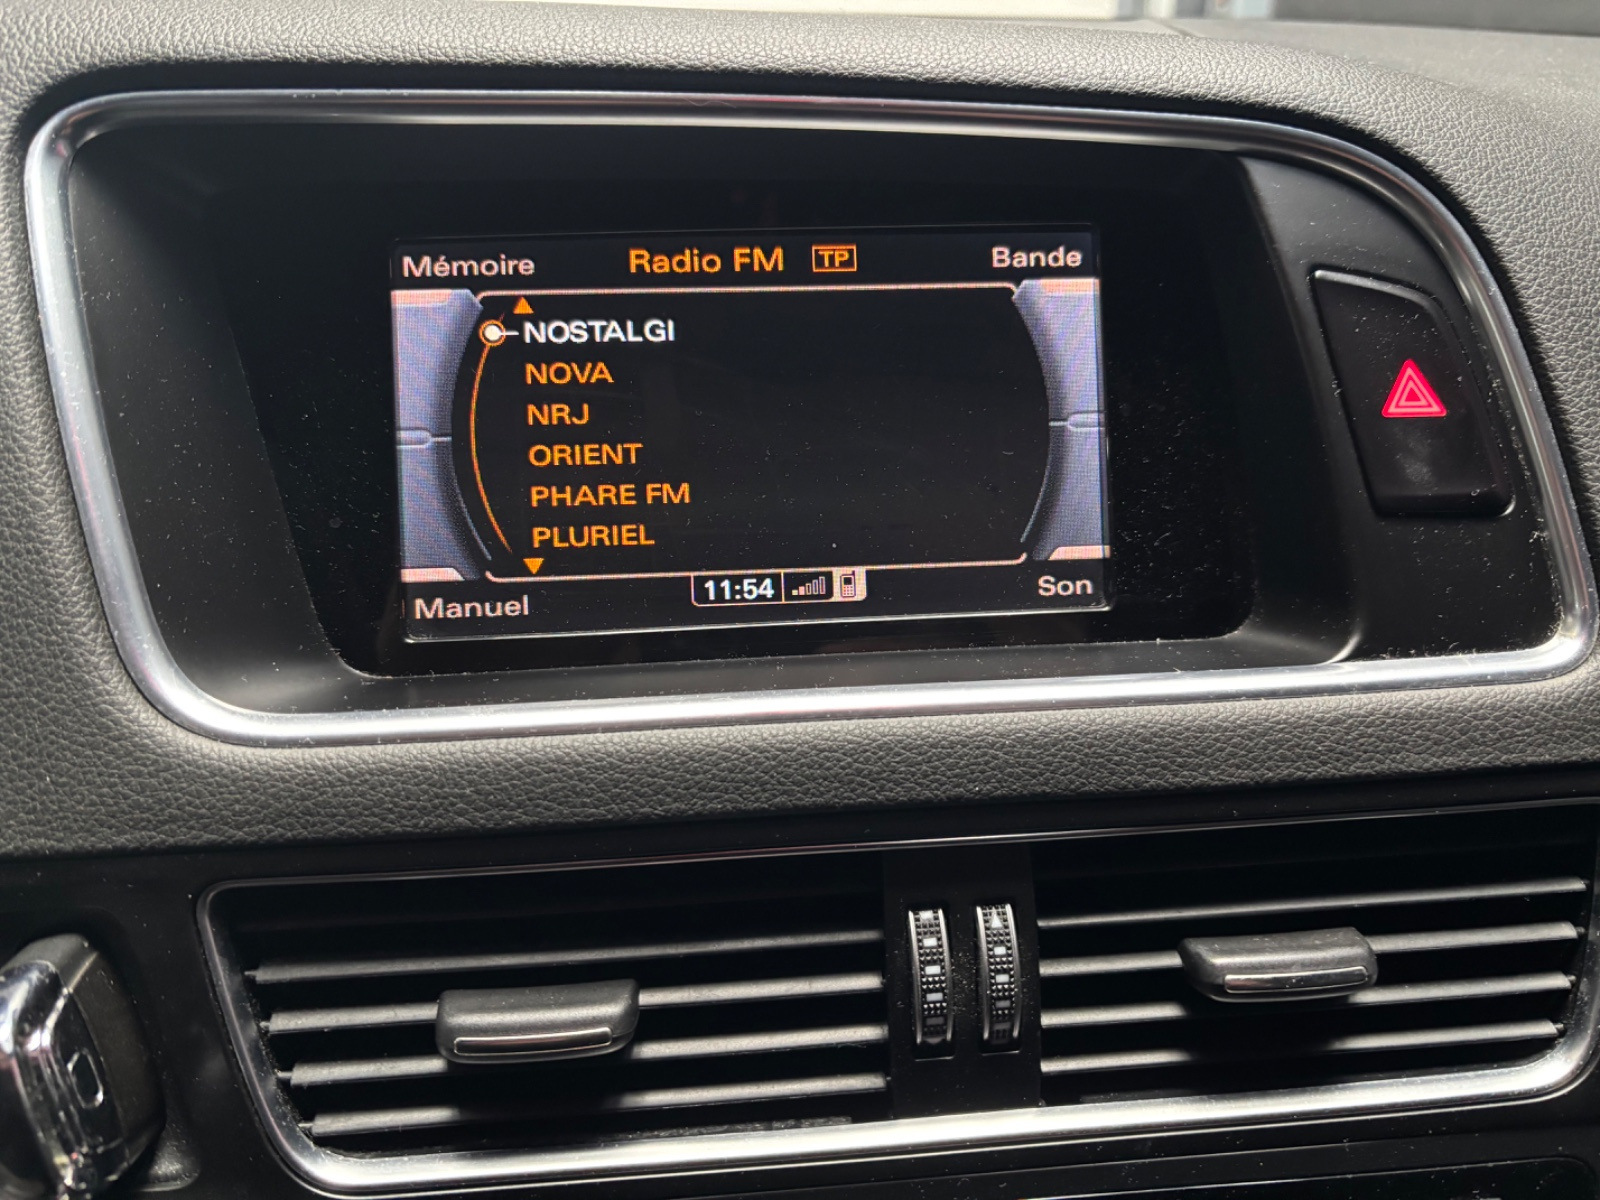 Mémoire Radio FM TP Bande
NOSTALGI
NOVA
NRJ
ORIENT
PHARE FM
PLURIEL
Manuel 11:54 Son